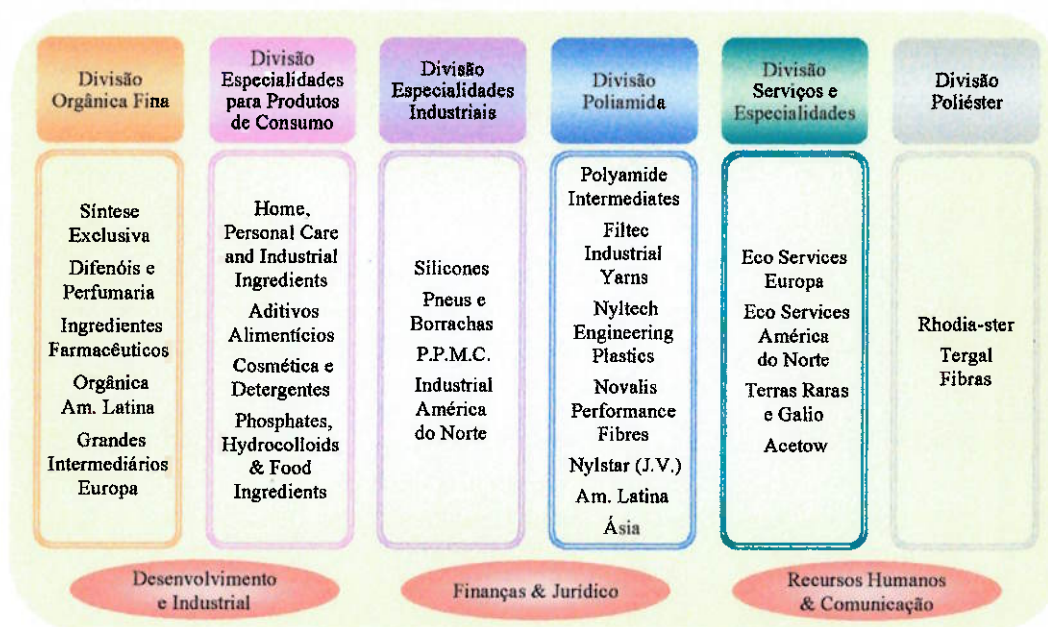 Divisão
Orgânica Fina
Divisão
Especialidades
para Produtos
de Consumo
Divisão
Especialidades
Industriais
Divisão
Poliamida
Divisão
Serviços e
Especialidades
Divisão
Poliéster
Síntese
Exclusiva
Difenóis e
Perfumaria
Ingredientes
Farmacêuticos
Orgânica
Am. Latina
Grandes
Intermediários
Europa
Home,
Personal Care
and Industrial
Ingredients
Aditivos
Alimentícios
Cosmética e
Detergentes
Phosphates,
Hydrocolloids
& Food
Ingredients
Silicones
Pneus e
Borrachas
P.P.M.C.
Industrial
América
do Norte
Polyamide
Intermediates
Filtec
Industrial
Yarns
Nyltech
Engineering
Plastics
Novalis
Performance
Fibres
Nylstar (J.V.)
Am. Latina
Ásia
Eco Services
Europa
Eco Services
América
do Norte
Terras Raras
e Galio
Acetow
Rhodia-ster
Tergal
Fibras
Desenvolvimento
e Industrial
Finanças & Jurídico
Recursos Humanos
& Comunicação